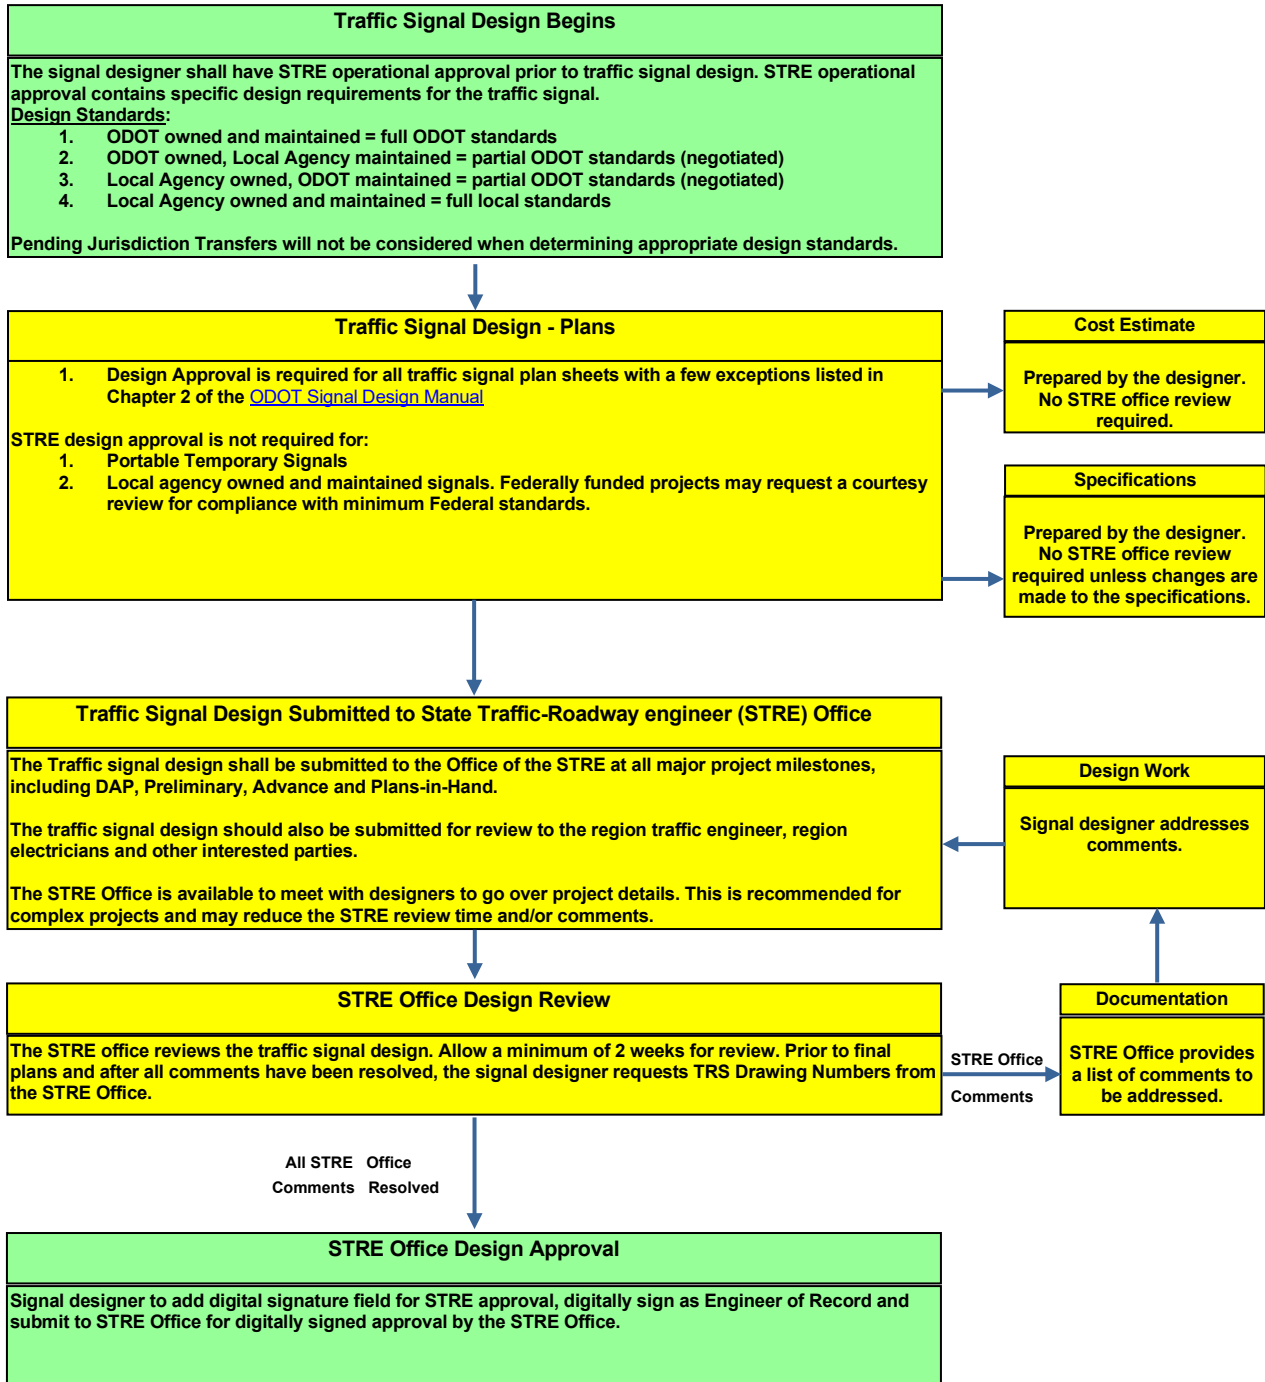 Traffic Signal Design Begins
The signal designer shall have STRE operational approval prior to traffic signal design. STRE operational
approval contains specific design requirements for the traffic signal.
Design Standards:
1. ODOT owned and maintained = full ODOT standards
2. ODOT owned, Local Agency maintained = partial ODOT standards (negotiated)
3. Local Agency owned, ODOT maintained = partial ODOT standards (negotiated)
4. Local Agency owned and maintained = full local standards
Pending Jurisdiction Transfers will not be considered when determining appropriate design standards.
Traffic Signal Design - Plans
1. Design Approval is required for all traffic signal plan sheets with a few exceptions listed in
Chapter 2 of the ODOT Signal Design Manual
STRE design approval is not required for:
1. Portable Temporary Signals
2. Local agency owned and maintained signals. Federally funded projects may request a courtesy
review for compliance with minimum Federal standards.
Cost Estimate
Prepared by the designer.
No STRE office review
required.
Specifications
Prepared by the designer.
No STRE office review
required unless changes are
made to the specifications.
Traffic Signal Design Submitted to State Traffic-Roadway engineer (STRE) Office
The Traffic signal design shall be submitted to the Office of the STRE at all major project milestones,
including DAP, Preliminary, Advance and Plans-in-Hand.
The traffic signal design should also be submitted for review to the region traffic engineer, region
electricians and other interested parties.
The STRE Office is available to meet with designers to go over project details. This is recommended for
complex projects and may reduce the STRE review time and/or comments.
Design Work
Signal designer addresses
comments.
STRE Office Design Review
The STRE office reviews the traffic signal design. Allow a minimum of 2 weeks for review. Prior to final
plans and after all comments have been resolved, the signal designer requests TRS Drawing Numbers from
the STRE Office.
STRE Office
Comments
Documentation
STRE Office provides
a list of comments to
be addressed.
All STRE Office
Comments Resolved
STRE Office Design Approval
Signal designer to add digital signature field for STRE approval, digitally sign as Engineer of Record and
submit to STRE Office for digitally signed approval by the STRE Office.